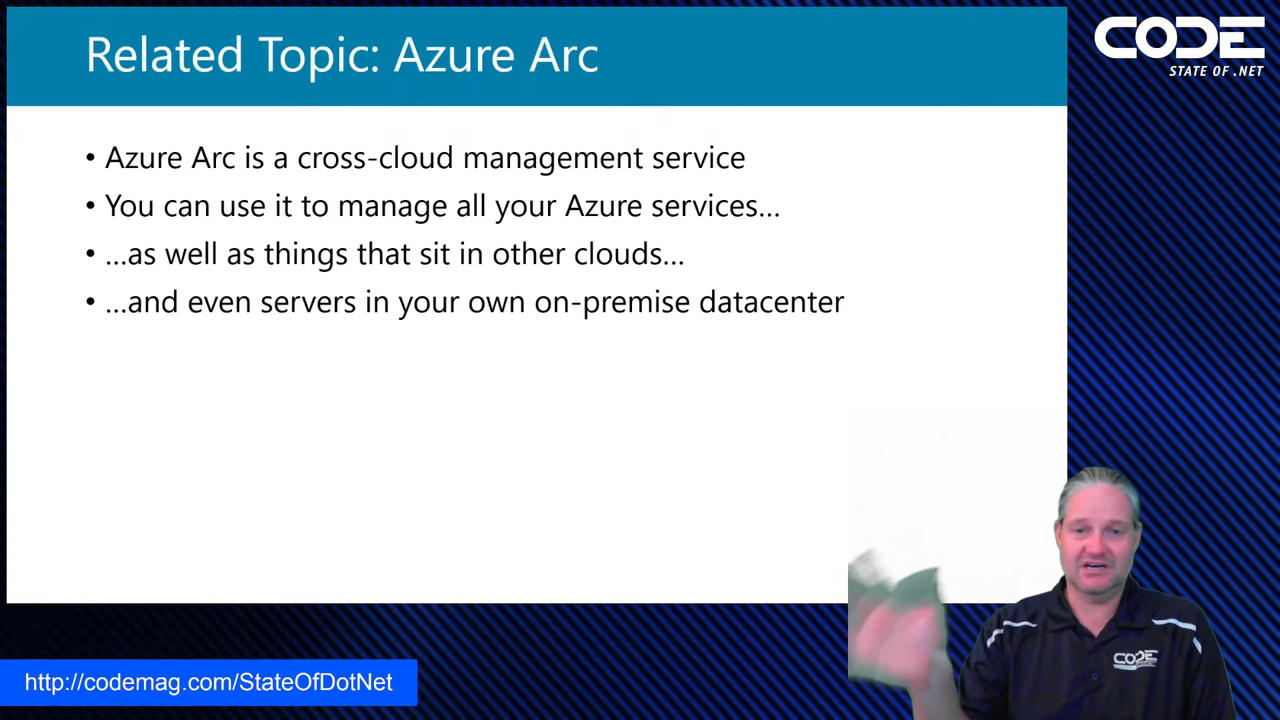 Related Topic: Azure Arc
CODE
STATE OF .NET
• Azure Arc is a cross-cloud management service
• You can use it to manage all your Azure services…
• …as well as things that sit in other clouds…
• …and even servers in your own on-premise datacenter
CODE
http://codemag.com/StateOfDotNet